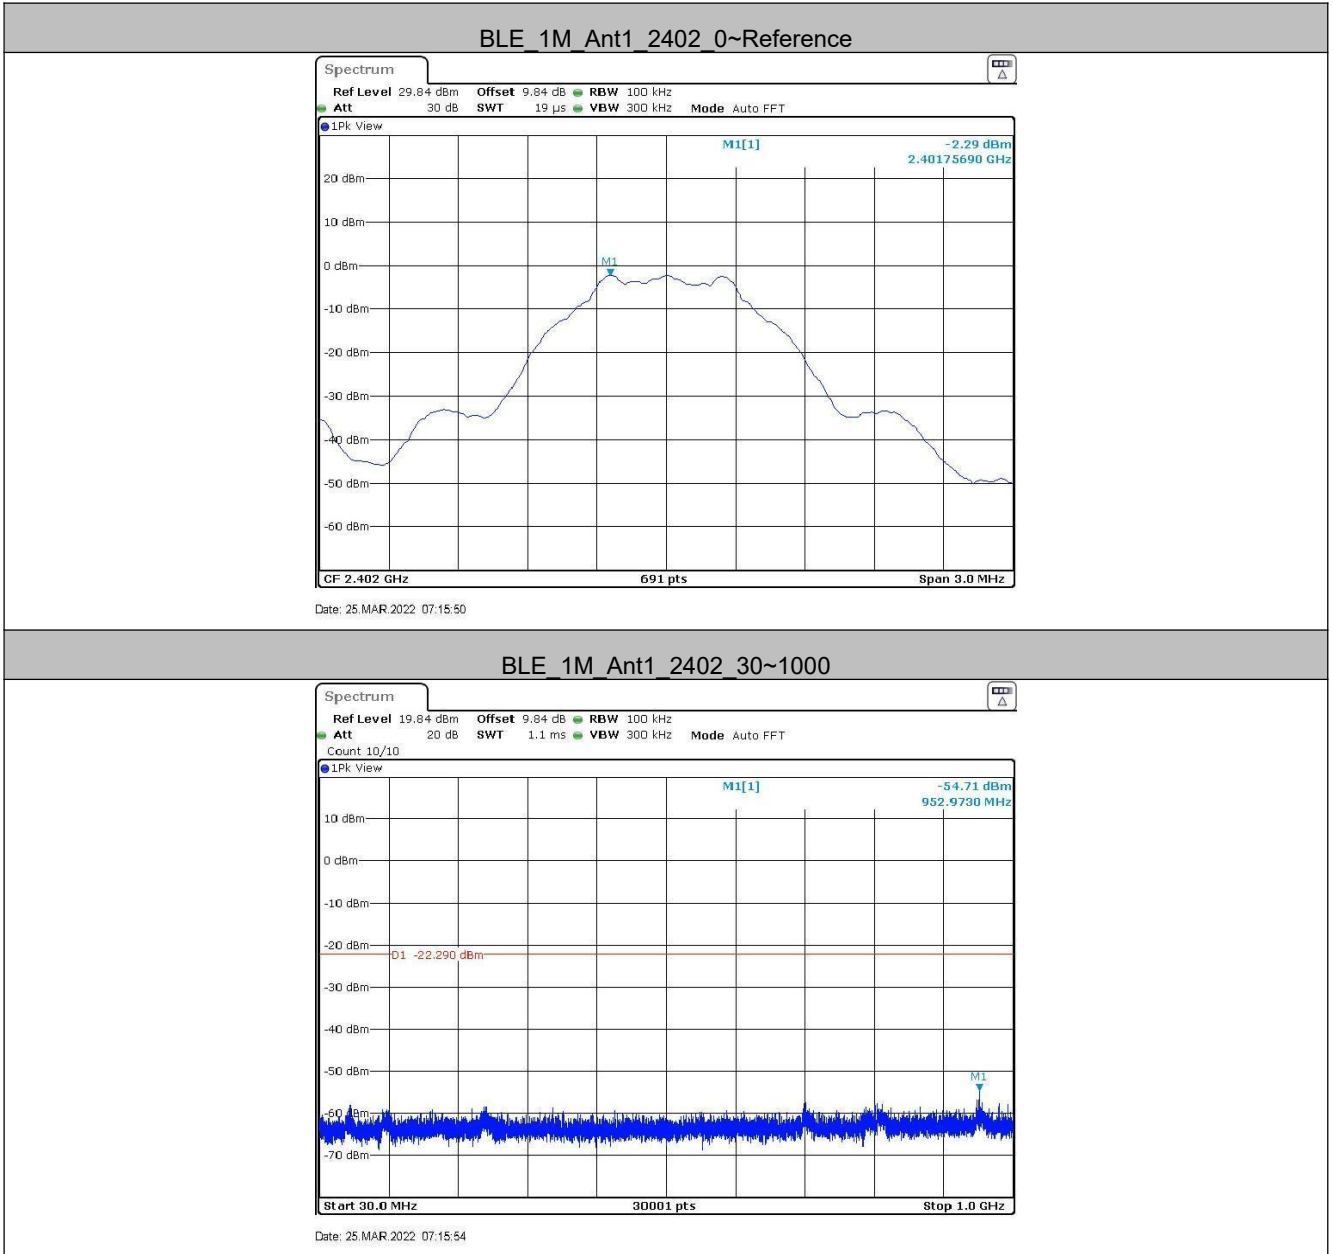 BLE_1M_Ant1_2402_0~Reference
Spectrum
Ref Level 29.84 dBm Offset 9.84 dB RBW 100 kHz
Att 30 dB SWT 19 µs VBW 300 kHz Mode Auto FFT
1Pk View
M1[1] -2.29 dBm
2.40175690 GHz
20 dBm
10 dBm
0 dBm
M1
-10 dBm
-20 dBm
-30 dBm
-40 dBm
-50 dBm
-60 dBm
CF 2.402 GHz 691 pts Span 3.0 MHz
Date: 25.MAR.2022 07:15:50
BLE_1M_Ant1_2402_30~1000
Spectrum
Ref Level 19.84 dBm Offset 9.84 dB RBW 100 kHz
Att 20 dB SWT 1.1 ms VBW 300 kHz Mode Auto FFT
Count 10/10
1Pk View
M1[1] -54.71 dBm
952.9730 MHz
10 dBm
0 dBm
-10 dBm
-20 dBm
D1 -22.290 dBm
-30 dBm
-40 dBm
-50 dBm
M1
-60 dBm
-70 dBm
Start 30.0 MHz 30001 pts Stop 1.0 GHz
Date: 25.MAR.2022 07:15:54